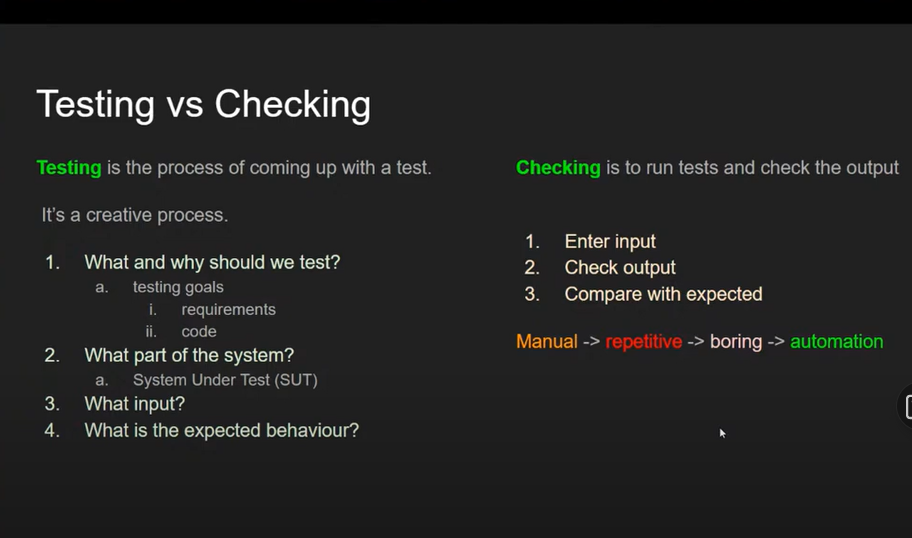 Testing vs Checking
Testing is the process of coming up with a test.
It's a creative process.
1. What and why should we test?
a. testing goals
i. requirements
ii. code
2. What part of the system?
a. System Under Test (SUT)
3. What input?
4. What is the expected behaviour?
Checking is to run tests and check the output
1. Enter input
2. Check output
3. Compare with expected
Manual -> repetitive -> boring -> automation